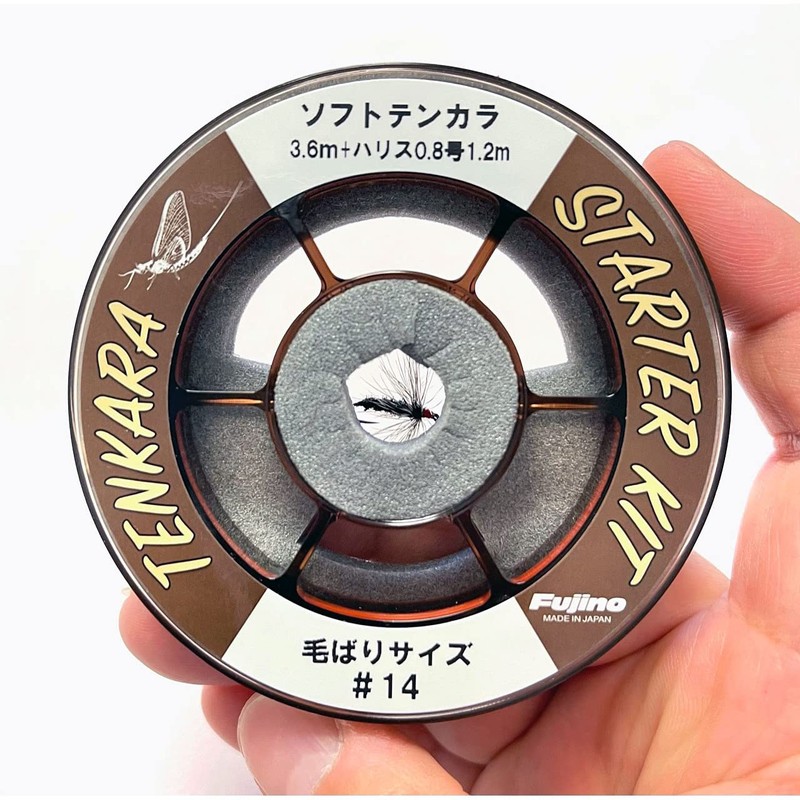 ソフトテンカラ
3.6m+ハリス0.8号1.2m
TENKARA
STARTER KIT
Fujino
MADE IN JAPAN
毛ばりサイズ
#14